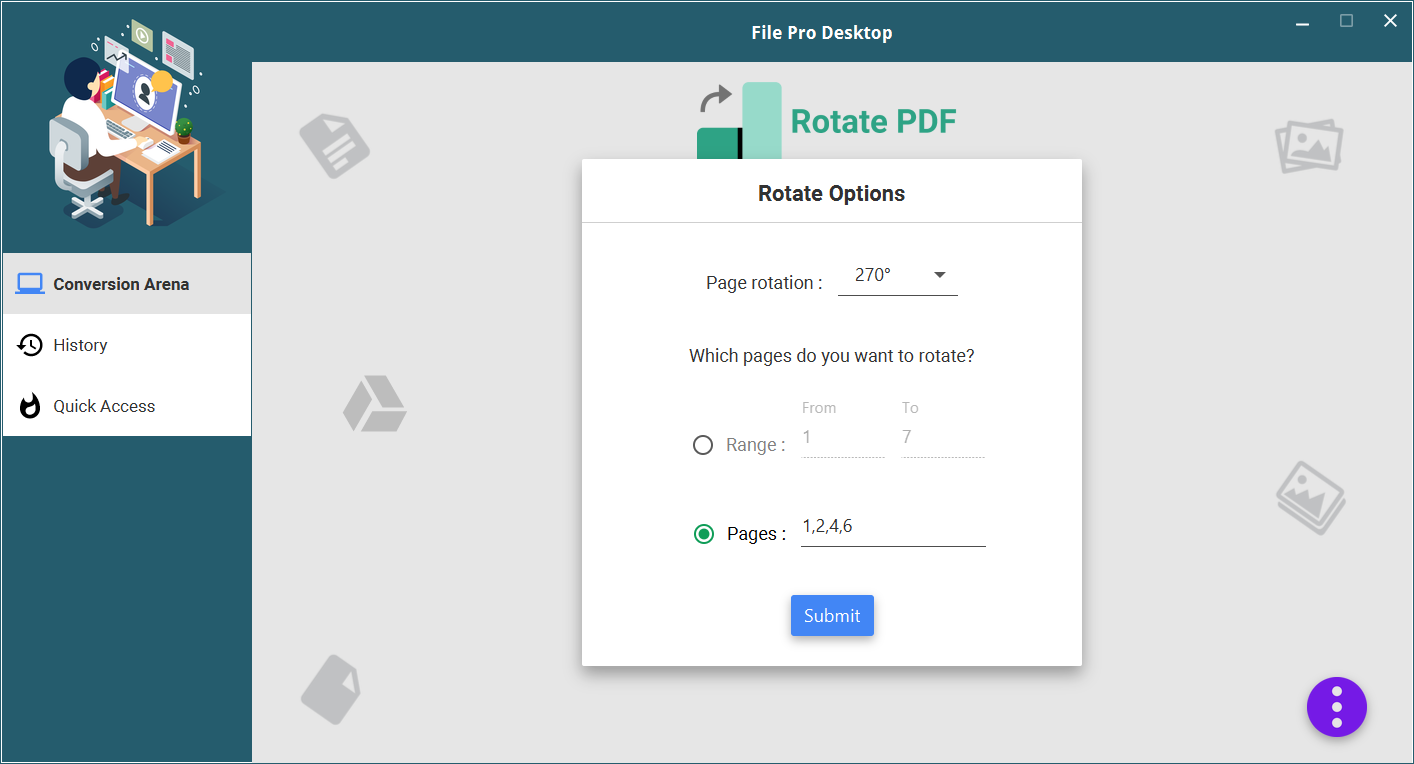 File Pro Desktop
Rotate PDF
Conversion Arena
History
Quick Access
Rotate Options
Page rotation : 270°
Which pages do you want to rotate?
From To
Range : 1 7
Pages : 1,2,4,6
Submit